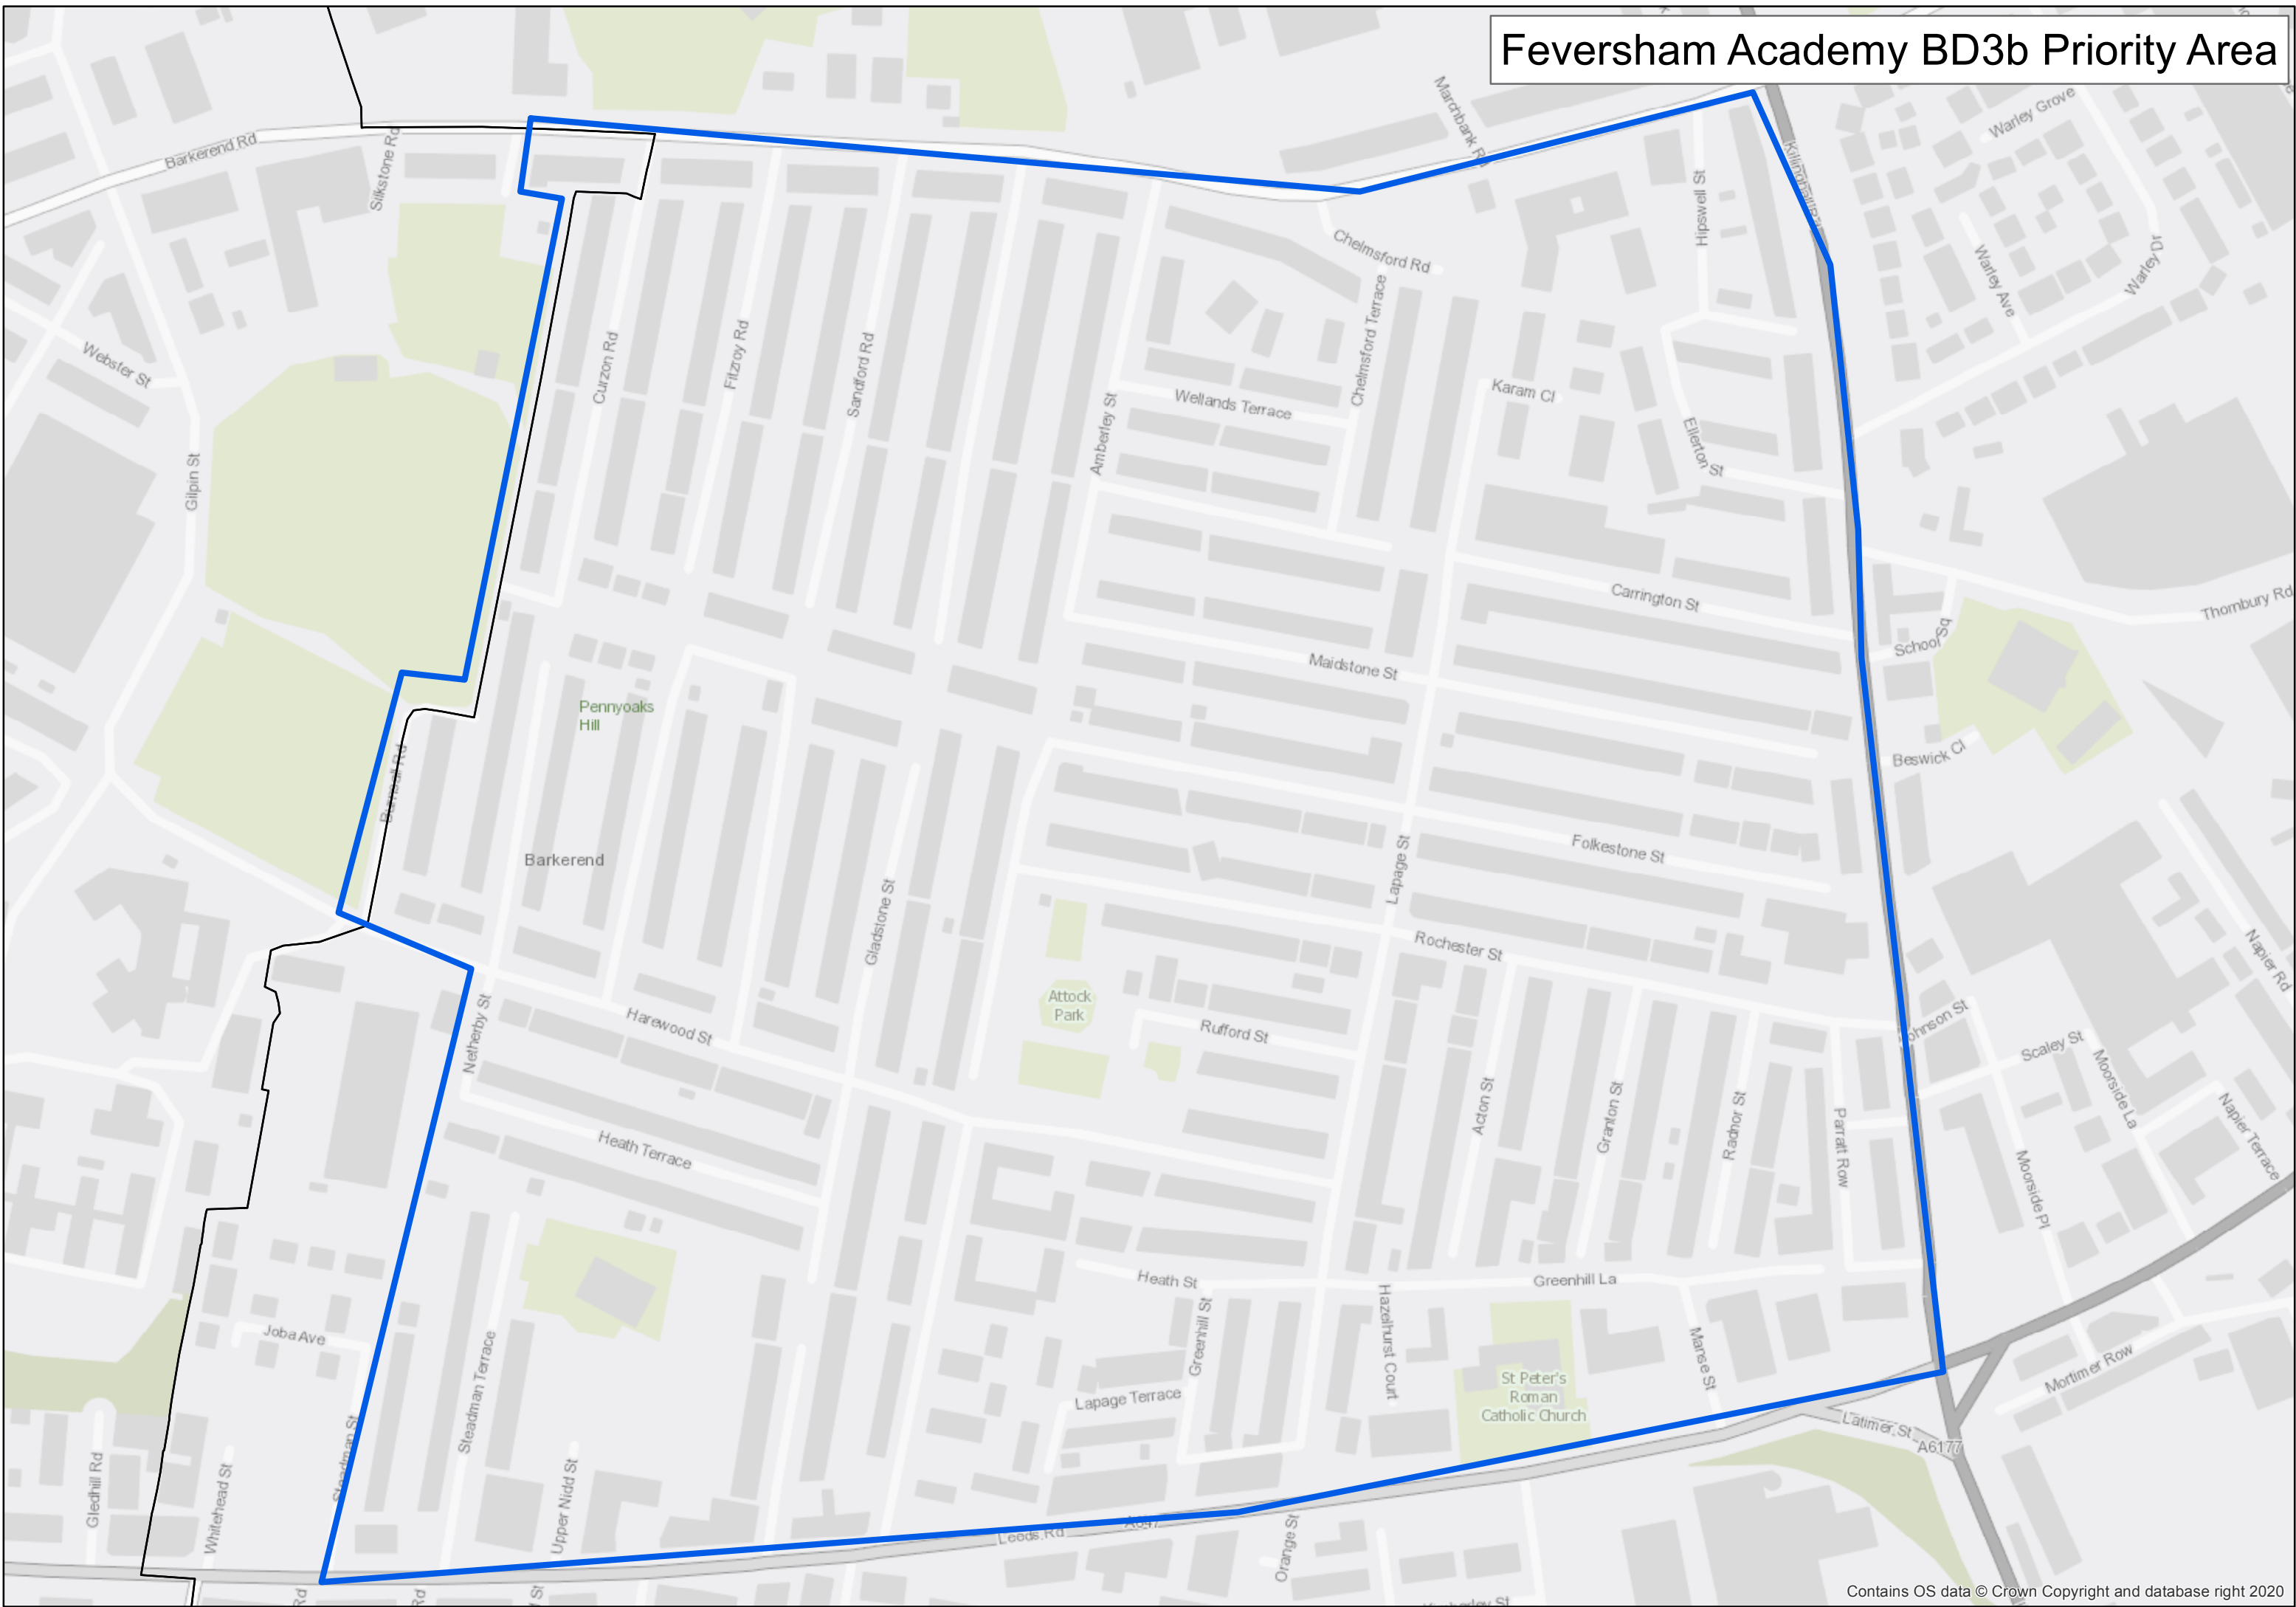 Feversham Academy BD3b Priority Area
Marchbank Rd
Warley Grove
Barkerend Rd
Silkstone Rd
Hipswell St
Warley Ave
Warley Dr
Chelmsford Rd
Chelmsford Terrace
Webster St
Curzon Rd
Fitzroy Rd
Sandford Rd
Amberley St
Wellands Terrace
Karam Cl
Ellerton St
Gilpin St
Carrington St
Thornbury Rd
School Sq
Maidstone St
Pennyoaks
Hill
Beswick Cl
Barkerend
Folkestone St
Lapage St
Gladstone St
Rochester St
Napier Rd
Attock
Park
Netherby St
Harewood St
Rufford St
Johnson St
Scaley St
Moorside La
Napier Terrace
Acton St
Granton St
Radnor St
Parratt Row
Heath Terrace
Moorside Pl
Heath St
Greenhill La
Greenhill St
Hazelhurst Court
Manse St
Joba Ave
Steadman Terrace
Mortimer Row
Lapage Terrace
St Peter's
Roman
Catholic Church
Latimer St
A6177
Steadman St
Gledhill Rd
Whitehead St
Upper Nidd St
Leeds Rd
A647
Orange St
Rd
Rd
St
Contains OS data © Crown Copyright and database right 2020